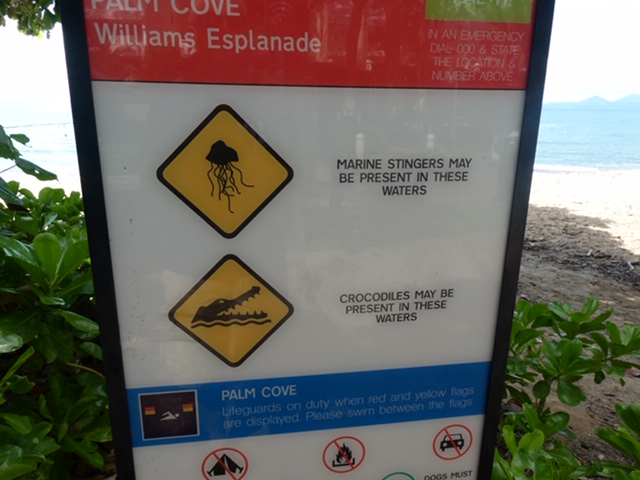 PALM COVE
Williams Esplanade
IN AN EMERGENCY
DIAL 000 & STATE
THE LOCATION &
NUMBER ABOVE
MARINE STINGERS MAY
BE PRESENT IN THESE
WATERS
CROCODILES MAY BE
PRESENT IN THESE
WATERS
PALM COVE
Lifeguards on duty when red and yellow flags
are displayed. Please swim between the flags
DOGS MUST